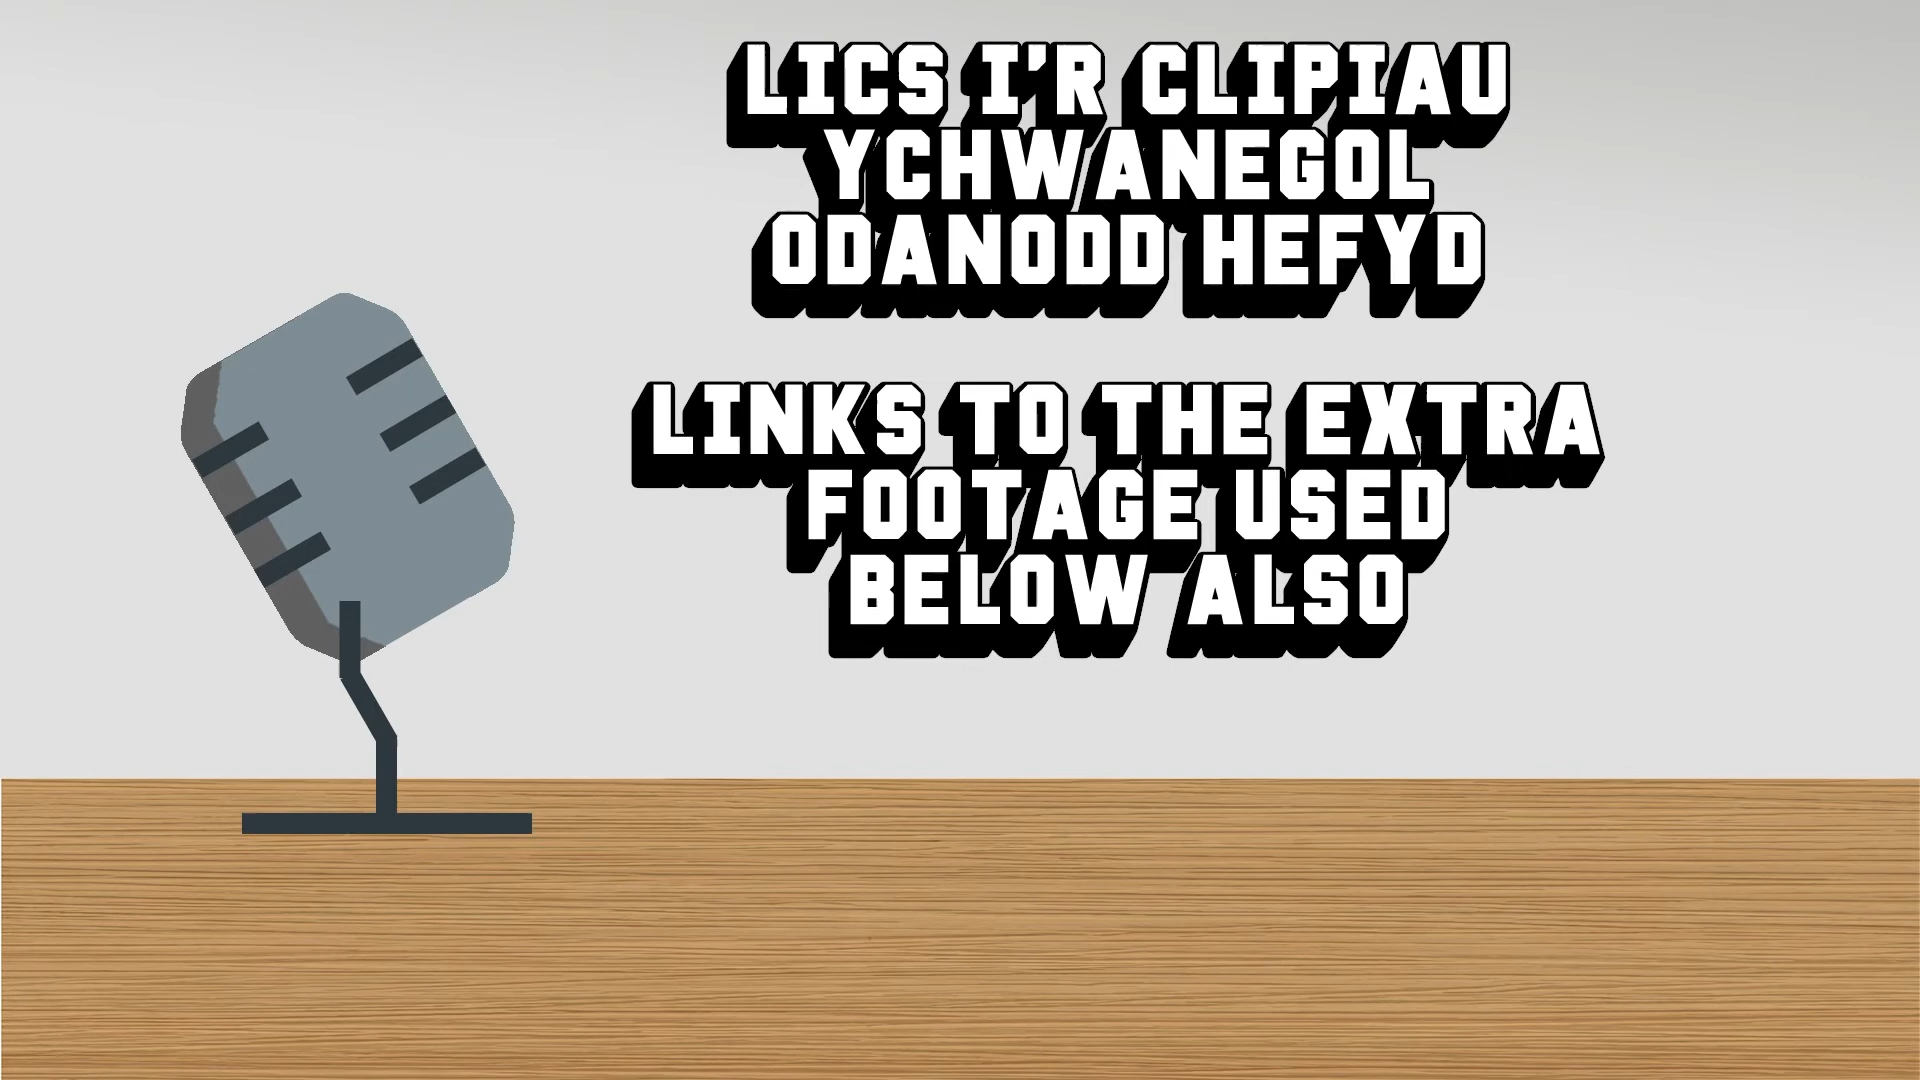 LICS I'R CLIPIAU
YCHWANEGOL
ODANODD HEFYD
LINKS TO THE EXTRA
FOOTAGE USED
BELOW ALSO